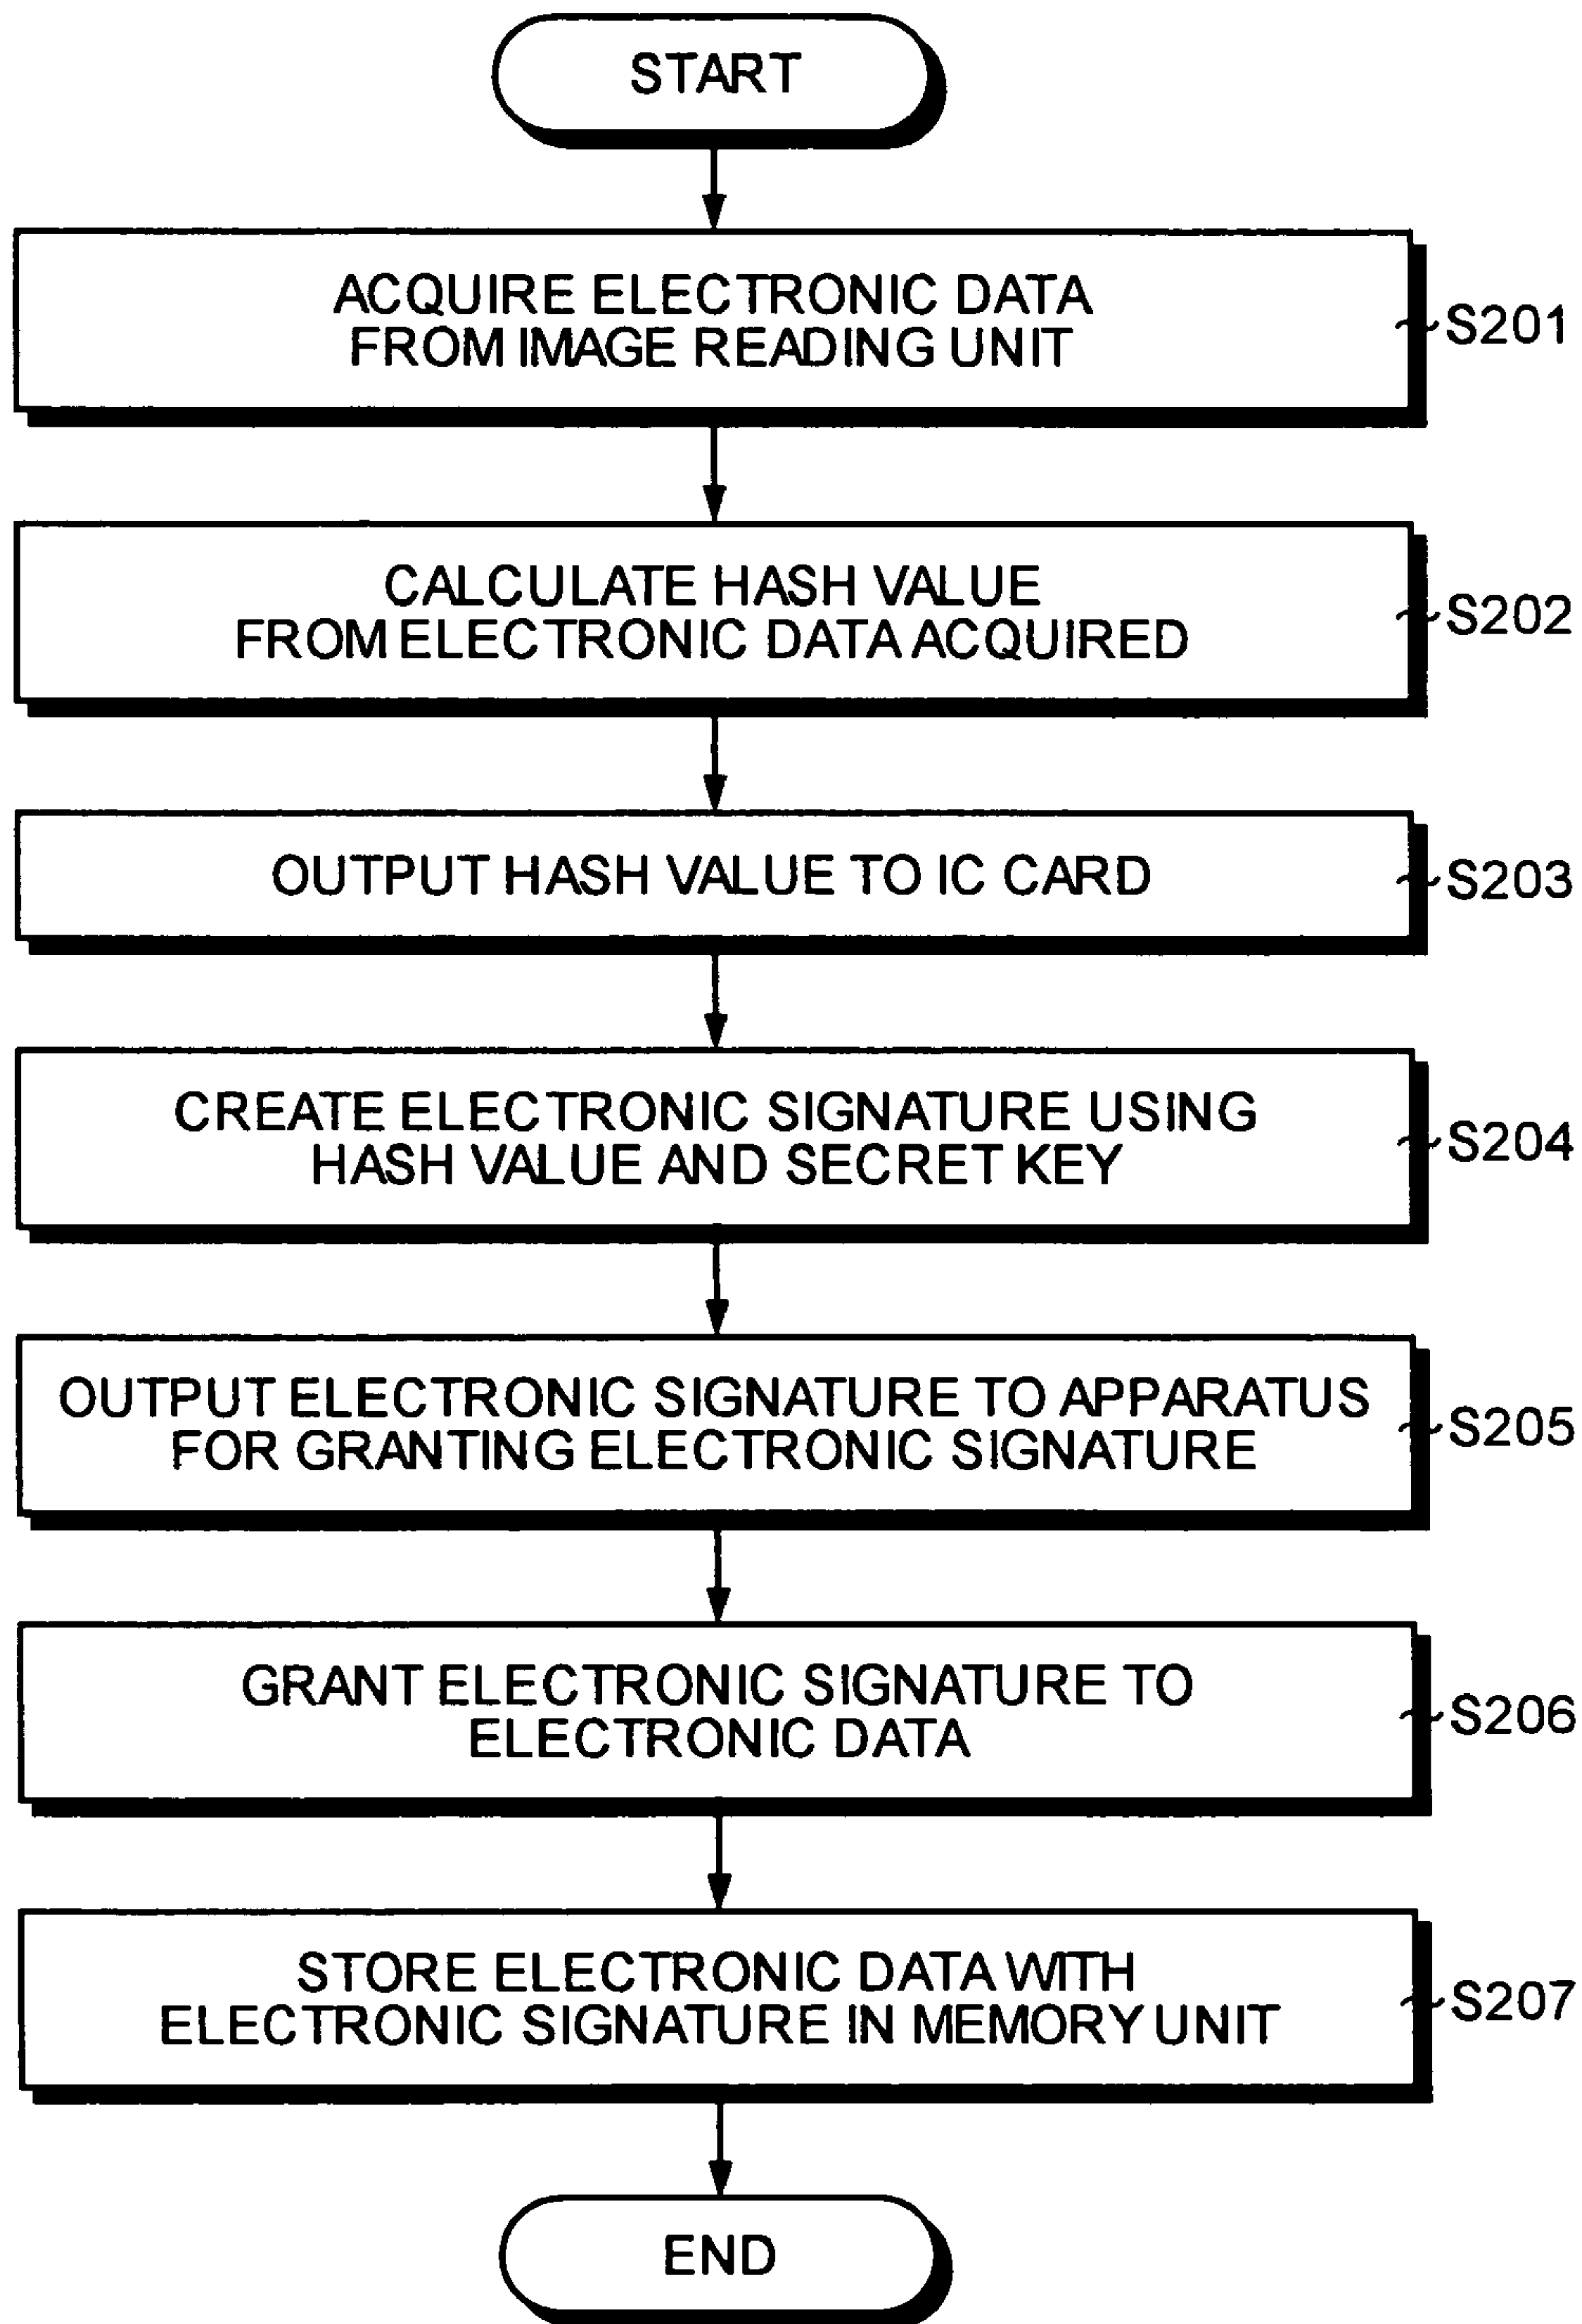 START
ACQUIRE ELECTRONIC DATA
FROM IMAGE READING UNIT
S201
CALCULATE HASH VALUE
FROM ELECTRONIC DATA ACQUIRED
S202
OUTPUT HASH VALUE TO IC CARD
S203
CREATE ELECTRONIC SIGNATURE USING
HASH VALUE AND SECRET KEY
S204
OUTPUT ELECTRONIC SIGNATURE TO APPARATUS
FOR GRANTING ELECTRONIC SIGNATURE
S205
GRANT ELECTRONIC SIGNATURE TO
ELECTRONIC DATA
S206
STORE ELECTRONIC DATA WITH
ELECTRONIC SIGNATURE IN MEMORY UNIT
S207
END